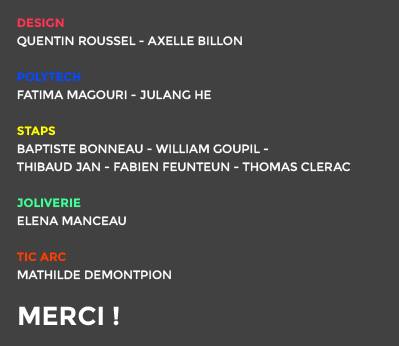 DESIGN
QUENTIN ROUSSEL - AXELLE BILLON
POLYTECH
FATIMA MAGOURI - JULANG HE
STAPS
BAPTISTE BONNEAU - WILLIAM GOUPIL -
THIBAUD JAN - FABIEN FEUNTEUN - THOMAS CLERAC
JOLIVERIE
ELENA MANCEAU
TIC ARC
MATHILDE DEMONTPION
MERCI !